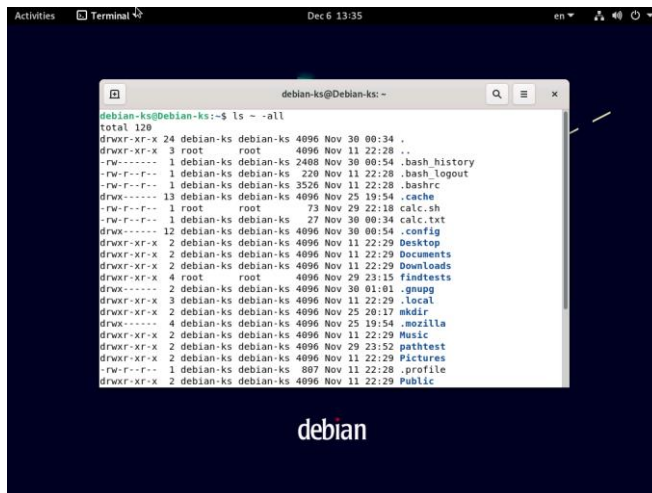 Activities Terminal Dec 6 13:35 en
debian-ks@Debian-ks: ~
debian-ks@Debian-ks:~$ ls ~ -all
total 120
drwxr-xr-x 24 debian-ks debian-ks 4096 Nov 30 00:34 .
drwxr-xr-x 3 root root 4096 Nov 11 22:28 ..
-rw------- 1 debian-ks debian-ks 2408 Nov 30 00:54 .bash_history
-rw-r--r-- 1 debian-ks debian-ks 220 Nov 11 22:28 .bash_logout
-rw-r--r-- 1 debian-ks debian-ks 3526 Nov 11 22:28 .bashrc
drwx------ 13 debian-ks debian-ks 4096 Nov 25 19:54 .cache
-rw-r--r-- 1 root root 73 Nov 29 22:18 calc.sh
-rw-r--r-- 1 debian-ks debian-ks 27 Nov 30 00:34 calc.txt
drwx------ 12 debian-ks debian-ks 4096 Nov 30 00:54 .config
drwxr-xr-x 2 debian-ks debian-ks 4096 Nov 11 22:29 Desktop
drwxr-xr-x 2 debian-ks debian-ks 4096 Nov 11 22:29 Documents
drwxr-xr-x 2 debian-ks debian-ks 4096 Nov 11 22:29 Downloads
drwxr-xr-x 4 root root 4096 Nov 29 23:15 findtests
drwx------ 2 debian-ks debian-ks 4096 Nov 30 01:01 .gnupg
drwxr-xr-x 3 debian-ks debian-ks 4096 Nov 11 22:29 .local
drwxr-xr-x 2 debian-ks debian-ks 4096 Nov 25 20:17 mkdir
drwx------ 4 debian-ks debian-ks 4096 Nov 25 19:54 .mozilla
drwxr-xr-x 2 debian-ks debian-ks 4096 Nov 11 22:29 Music
drwxr-xr-x 2 debian-ks debian-ks 4096 Nov 29 23:52 pathtest
drwxr-xr-x 2 debian-ks debian-ks 4096 Nov 11 22:29 Pictures
-rw-r--r-- 1 debian-ks debian-ks 807 Nov 11 22:28 .profile
drwxr-xr-x 2 debian-ks debian-ks 4096 Nov 11 22:29 Public
debian